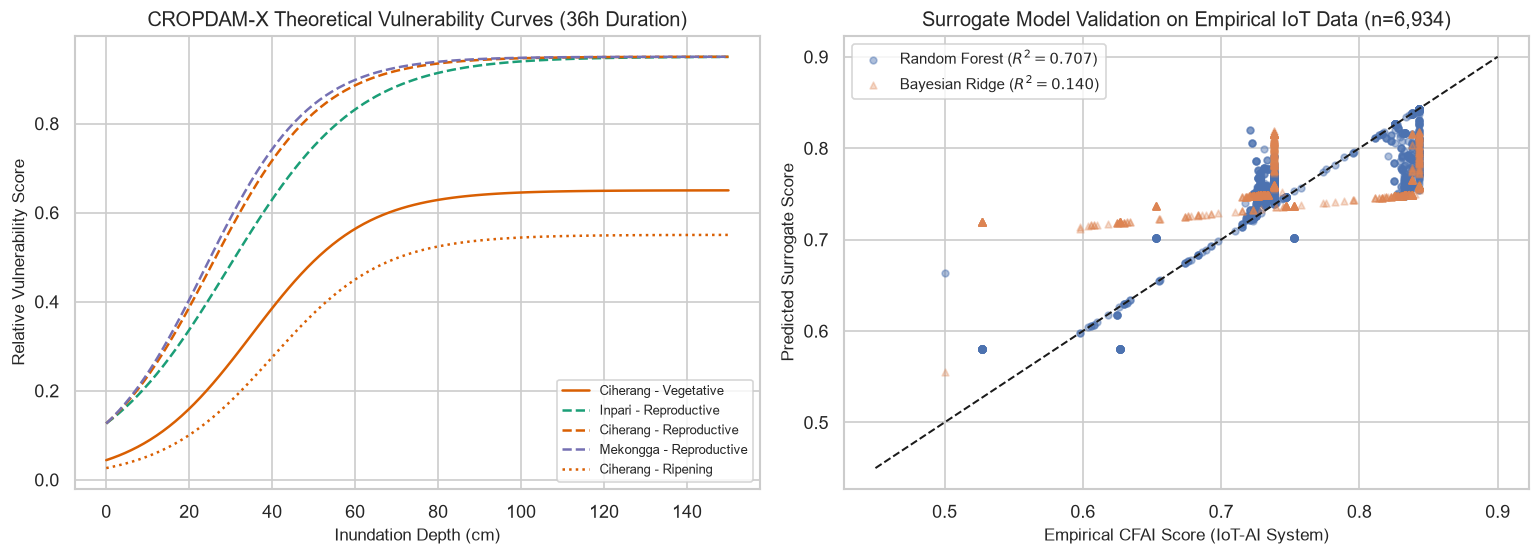 CROPDAM-X Theoretical Vulnerability Curves (36h Duration)
Relative Vulnerability Score
0.8
0.6
0.4
0.2
0.0
0 20 40 60 80 100 120 140
Inundation Depth (cm)
Ciherang - Vegetative
Inpari - Reproductive
Ciherang - Reproductive
Mekongga - Reproductive
Ciherang - Ripening
Surrogate Model Validation on Empirical IoT Data (n=6,934)
Predicted Surrogate Score
0.9
0.8
0.7
0.6
0.5
0.5 0.6 0.7 0.8 0.9
Empirical CFAI Score (IoT-AI System)
Random Forest (R² = 0.707)
Bayesian Ridge (R² = 0.140)